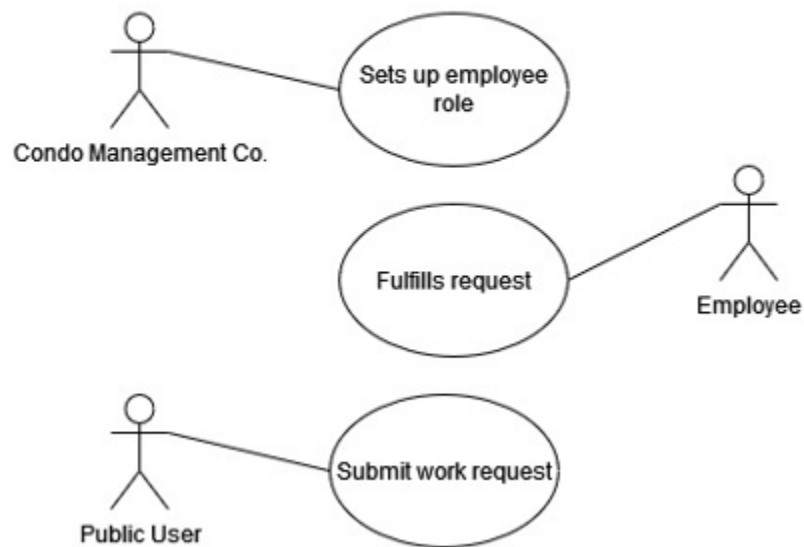 Sets up employee
role
Condo Management Co.
Fulfills request
Employee
Submit work request
Public User